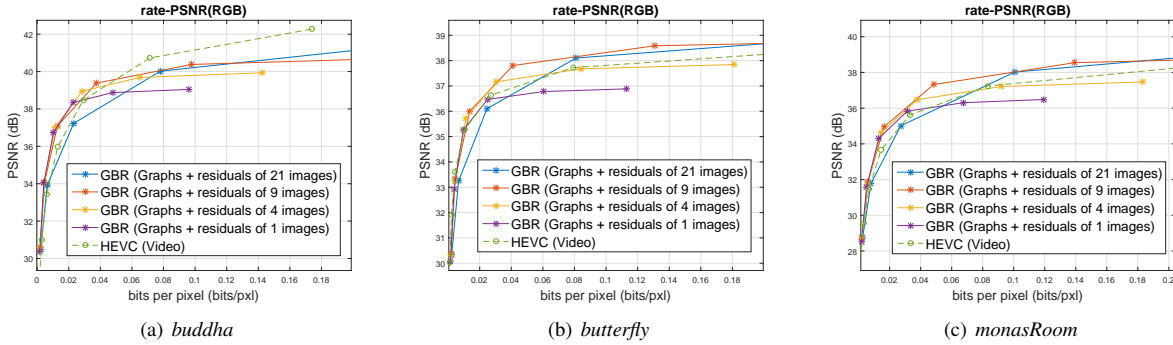 rate-PSNR(RGB)
42
40
38
36
34
32
30
PSNR (dB)
GBR (Graphs + residuals of 21 images)
GBR (Graphs + residuals of 9 images)
GBR (Graphs + residuals of 4 images)
GBR (Graphs + residuals of 1 images)
HEVC (Video)
0 0.02 0.04 0.06 0.08 0.1 0.12 0.14 0.16 0.18
bits per pixel (bits/pxl)
(a) buddha
rate-PSNR(RGB)
39
38
37
36
35
34
33
32
31
30
PSNR (dB)
GBR (Graphs + residuals of 21 images)
GBR (Graphs + residuals of 9 images)
GBR (Graphs + residuals of 4 images)
GBR (Graphs + residuals of 1 images)
HEVC (Video)
0.02 0.04 0.06 0.08 0.1 0.12 0.14 0.16 0.18
bits per pixel (bits/pxl)
(b) butterfly
rate-PSNR(RGB)
40
38
36
34
32
30
28
PSNR (dB)
GBR (Graphs + residuals of 21 images)
GBR (Graphs + residuals of 9 images)
GBR (Graphs + residuals of 4 images)
GBR (Graphs + residuals of 1 images)
HEVC (Video)
0.02 0.04 0.06 0.08 0.1 0.12 0.14 0.16 0.18 0.2
bits per pixel (bits/pxl)
(c) monasRoom